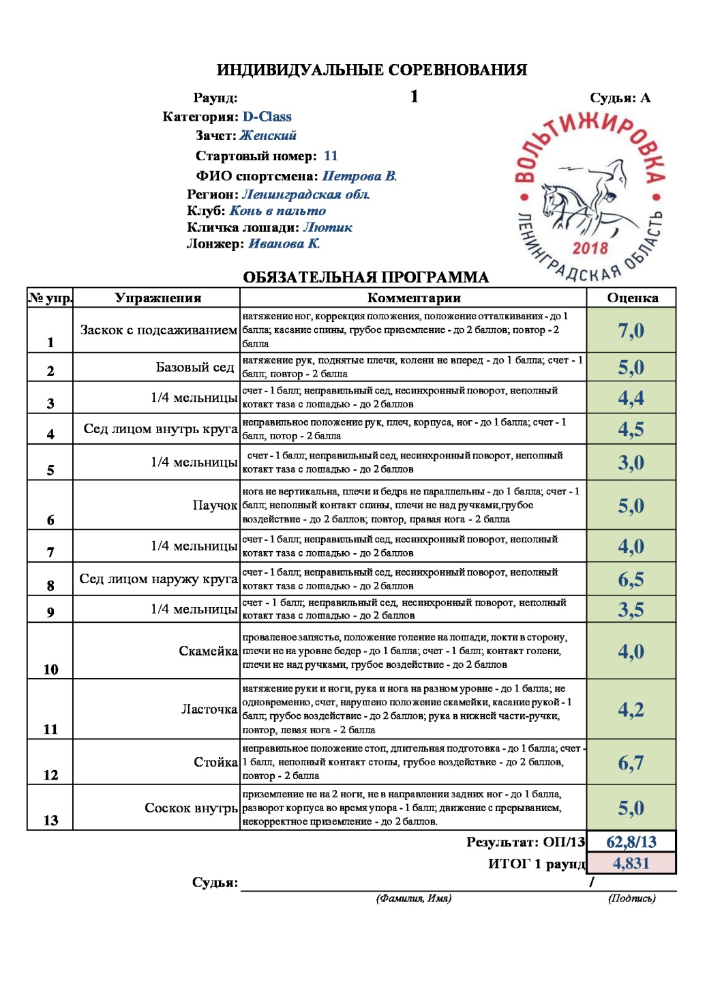 ИНДИВИДУАЛЬНЫЕ СОРЕВНОВАНИЯ
Раунд: 1 Судья: А
Категория: D-Class
Зачет: Женский
Стартовый номер: 11
ФИО спортсмена: Петрова В.
Регион: Ленинградская обл.
Клуб: Конь в пальто
Кличка лошади: Лютик
Лонжер: Иванова К.
ВОЛЬТИЖИРОВКА
2018
ЛЕНИНГРАДСКАЯ ОБЛАСТЬ
ОБЯЗАТЕЛЬНАЯ ПРОГРАММА
№ упр. Упражнения Комментарии Оценка
1 Заскок с подсаживанием 7,0
натяжение ног, коррекция положения, положение отталкивания - до 1
балла; касание спины, грубое приземление - до 2 баллов; повтор - 2
балла
2 Базовый сед 5,0
натяжение рук, поднятые плечи, колени не вперед - до 1 балла; счет - 1
балл; повтор - 2 балла
3 1/4 мельницы 4,4
счет - 1 балл; неправильный сед, несинхронный поворот, неполный
котакт таза с лошадью - до 2 баллов
4 Сед лицом внутрь круга 4,5
неправильное положение рук, плеч, корпуса, ног - до 1 балла; счет - 1
балл, потор - 2 балла
5 1/4 мельницы 3,0
счет - 1 балл; неправильный сед, несинхронный поворот, неполный
котакт таза с лошадью - до 2 баллов
6 Паучок 5,0
нога не вертикальна, плечи и бедра не параллельны - до 1 балла; счет - 1
балл; неполный контакт спины, плечи не над ручками,грубое
воздействие - до 2 баллов; повтор, правая нога - 2 балла
7 1/4 мельницы 4,0
счет - 1 балл; неправильный сед, несинхронный поворот, неполный
котакт таза с лошадью - до 2 баллов
8 Сед лицом наружу круга 6,5
счет - 1 балл; неправильный сед, несинхронный поворот, неполный
котакт таза с лошадью - до 2 баллов
9 1/4 мельницы 3,5
счет - 1 балл; неправильный сед, несинхронный поворот, неполный
котакт таза с лошадью - до 2 баллов
10 Скамейка 4,0
проваленое запястье, положение голение на лошади, локти в сторону,
плечи не на уровне бедер - до 1 балла; счет - 1 балл; контакт голени,
плечи не над ручками, грубое воздействие - до 2 баллов
11 Ласточка 4,2
натяжение руки и ноги, рука и нога на разном уровне - до 1 балла; не
одновременно, счет, нарушено положение скамейки, касание рукой - 1
балл; грубое воздействие - до 2 баллов; рука в нижней части-ручки,
повтор, левая нога - 2 балла
12 Стойка 6,7
неправильное положение стоп, длительная подготовка - до 1 балла; счет -
1 балл, неполный контакт стопы, грубое воздействие - до 2 баллов,
повтор - 2 балла
13 Соскок внутрь 5,0
приземление не на 2 ноги, не в направлении задних ног - до 1 балла,
разворот корпуса во время упора - 1 балл; движение с прерыванием,
некорректное приземление - до 2 баллов.
Результат: ОП/13 62,8/13
ИТОГ 1 раунд 4,831
Судья: /
(Фамилия, Имя) (Подпись)